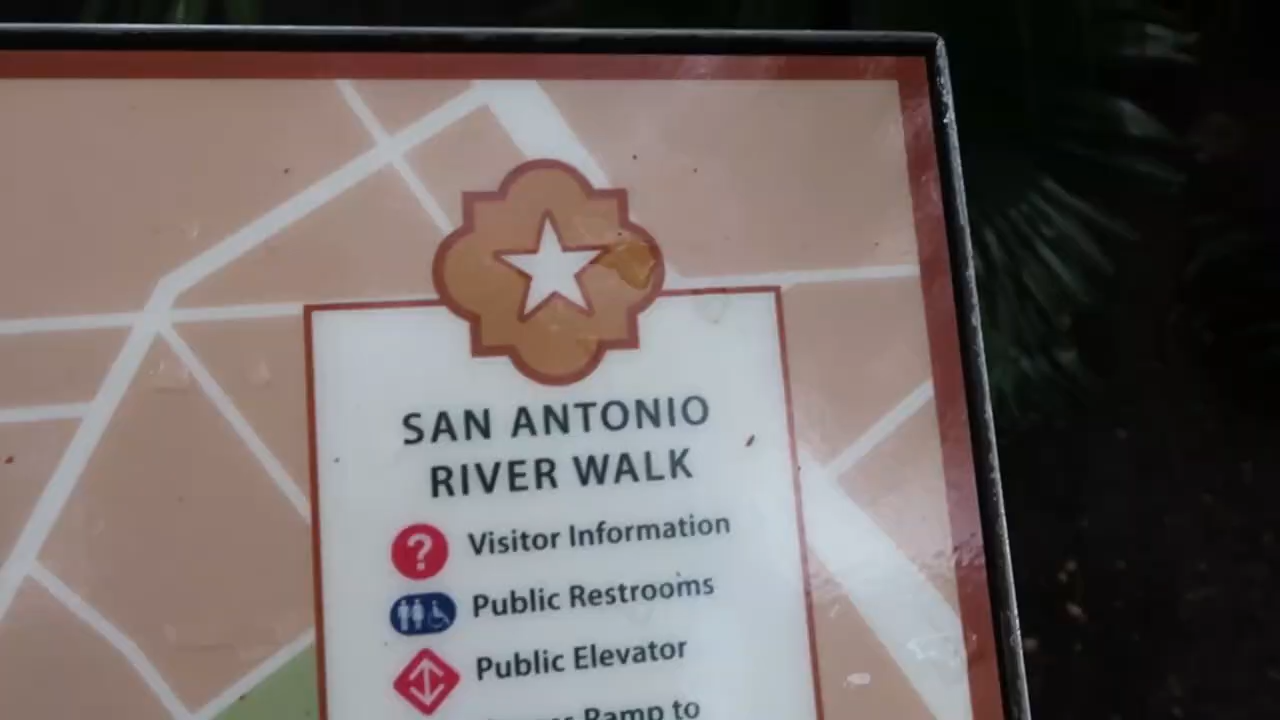 SAN ANTONIO
RIVER WALK
?
Visitor Information
Public Restrooms
Public Elevator
Ramp to